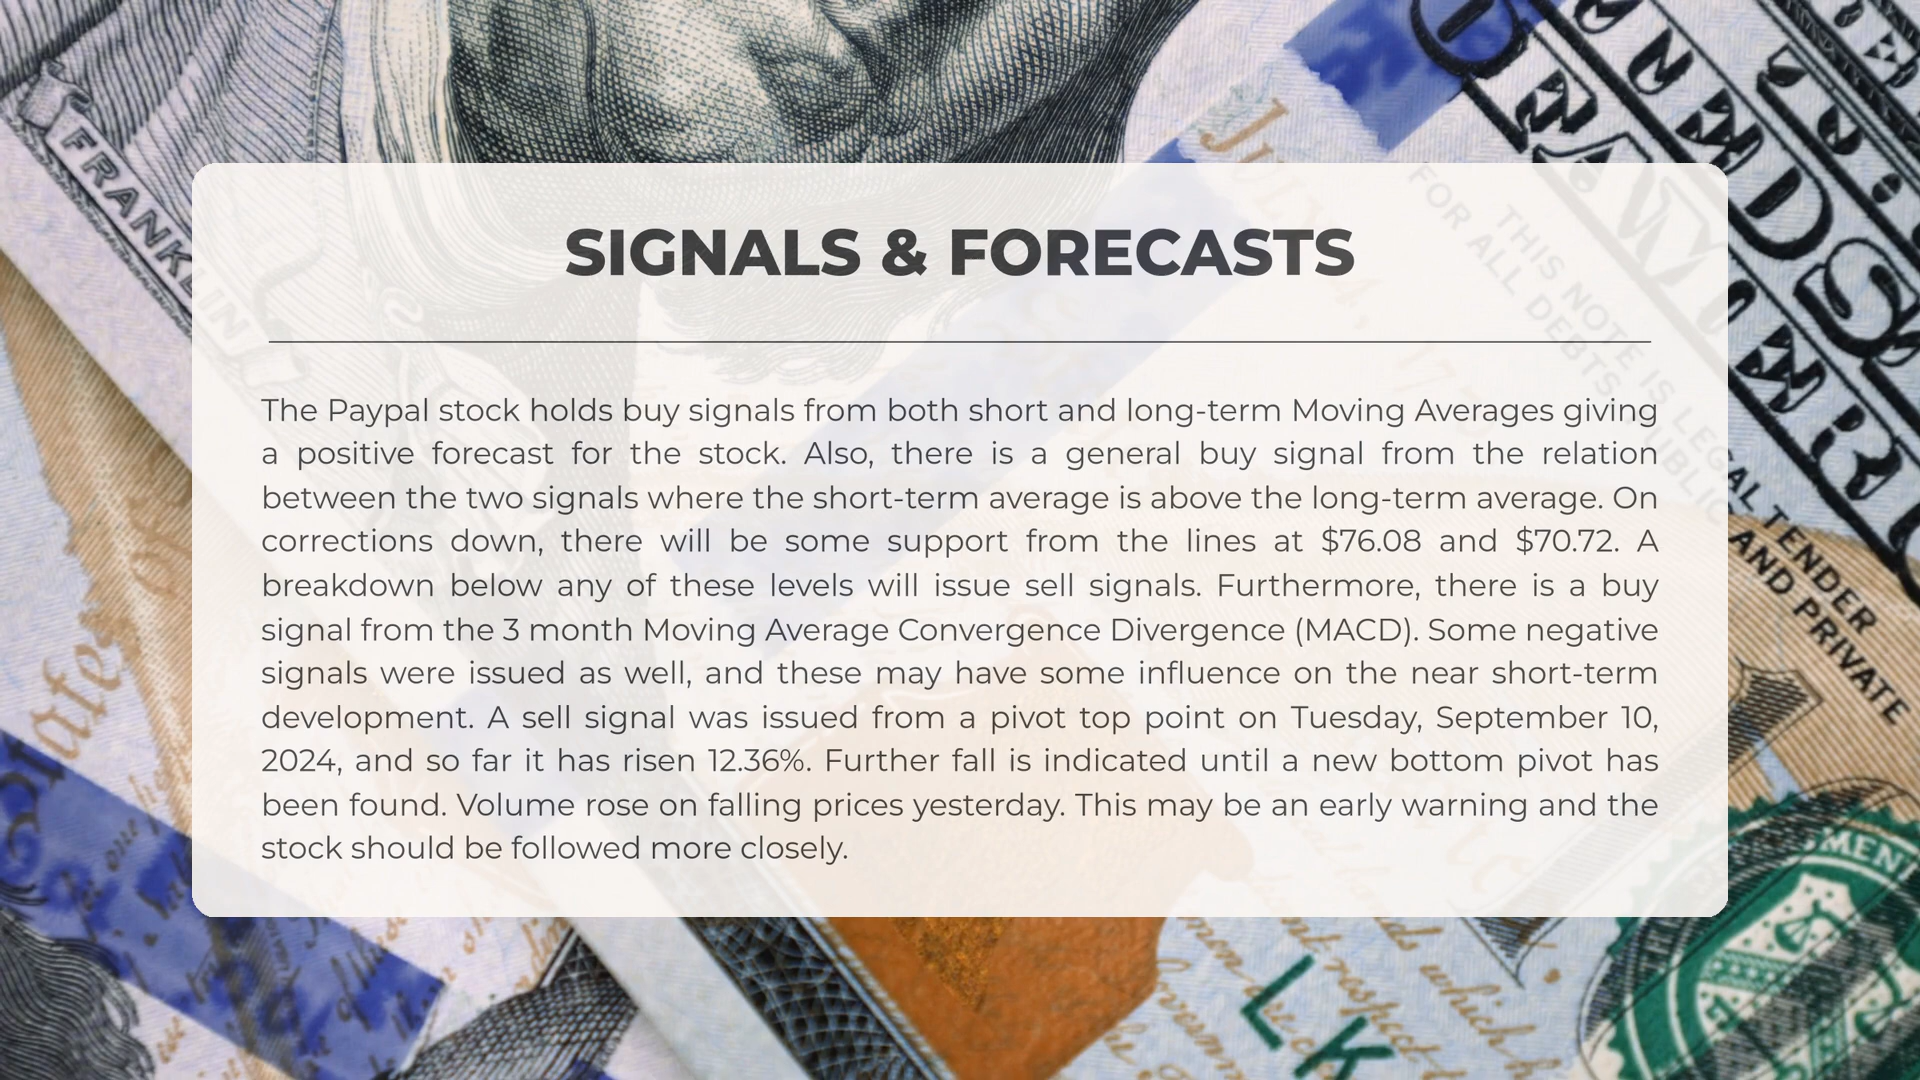 FRANKLIN
SIGNALS & FORECASTS
The Paypal stock holds buy signals from both short and long-term Moving Averages giving
a positive forecast for the stock. Also, there is a general buy signal from the relation
between the two signals where the short-term average is above the long-term average. On
corrections down, there will be some support from the lines at $76.08 and $70.72. A
breakdown below any of these levels will issue sell signals. Furthermore, there is a buy
signal from the 3 month Moving Average Convergence Divergence (MACD). Some negative
signals were issued as well, and these may have some influence on the near short-term
development. A sell signal was issued from a pivot top point on Tuesday, September 10,
2024, and so far it has risen 12.36%. Further fall is indicated until a new bottom pivot has
been found. Volume rose on falling prices yesterday. This may be an early warning and the
stock should be followed more closely.
THIS NOTE IS LEGAL TENDER
FOR ALL DEBTS PUBLIC AND PRIVATE
LK